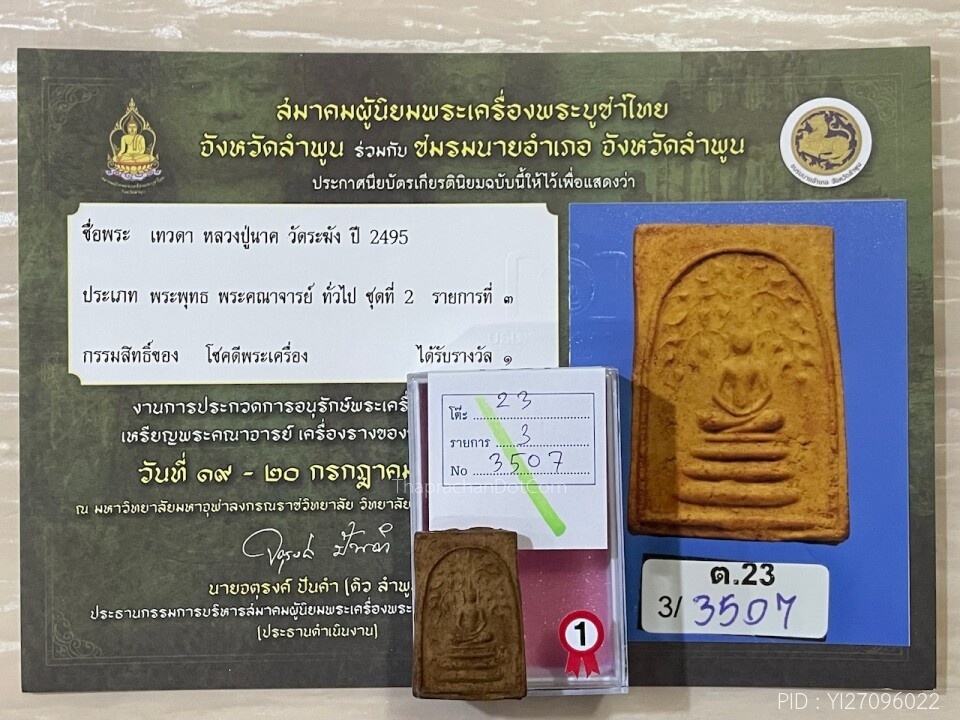 สมาคมผู้นิยมพระเครื่องพระบูชาไทย
จังหวัดลำพูน ร่วมกับ ชมรมนายอำเภอ จังหวัดลำพูน
ประกาศนียบัตรเกียรตินิยมฉบับนี้ให้ไว้เพื่อแสดงว่า
ชื่อพระ เทวดา หลวงปู่นาค วัดระฆัง ปี 2495
ประเภท พระพุทธ พระคณาจารย์ ทั่วไป ชุดที่ 2 รายการที่ ๓
กรรมสิทธิ์ของ โชคดีพระเครื่อง ได้รับรางวัล ๑
งานการประกวดการอนุรักษ์พระเครื่
เหรียญพระคณาจารย์ เครื่องรางของ
วันที่ ๑๙ - ๒๐ กรกฎาคม
ณ มหาวิทยาลัยมหาจุฬาลงกรณราชวิทยาลัย วิทยาลัย
นายจตุรงค์ ปันคำ (ดิว ลำพู
ประธานกรรมการบริหารสมาคมผู้นิยมพระเครื่องพระ
(ประธานดำเนินงาน)
โต๊ะ 23
รายการ 3
No 3507
ThaprachanDotCom
1
ต.23
3/3507
PID : YI27096022